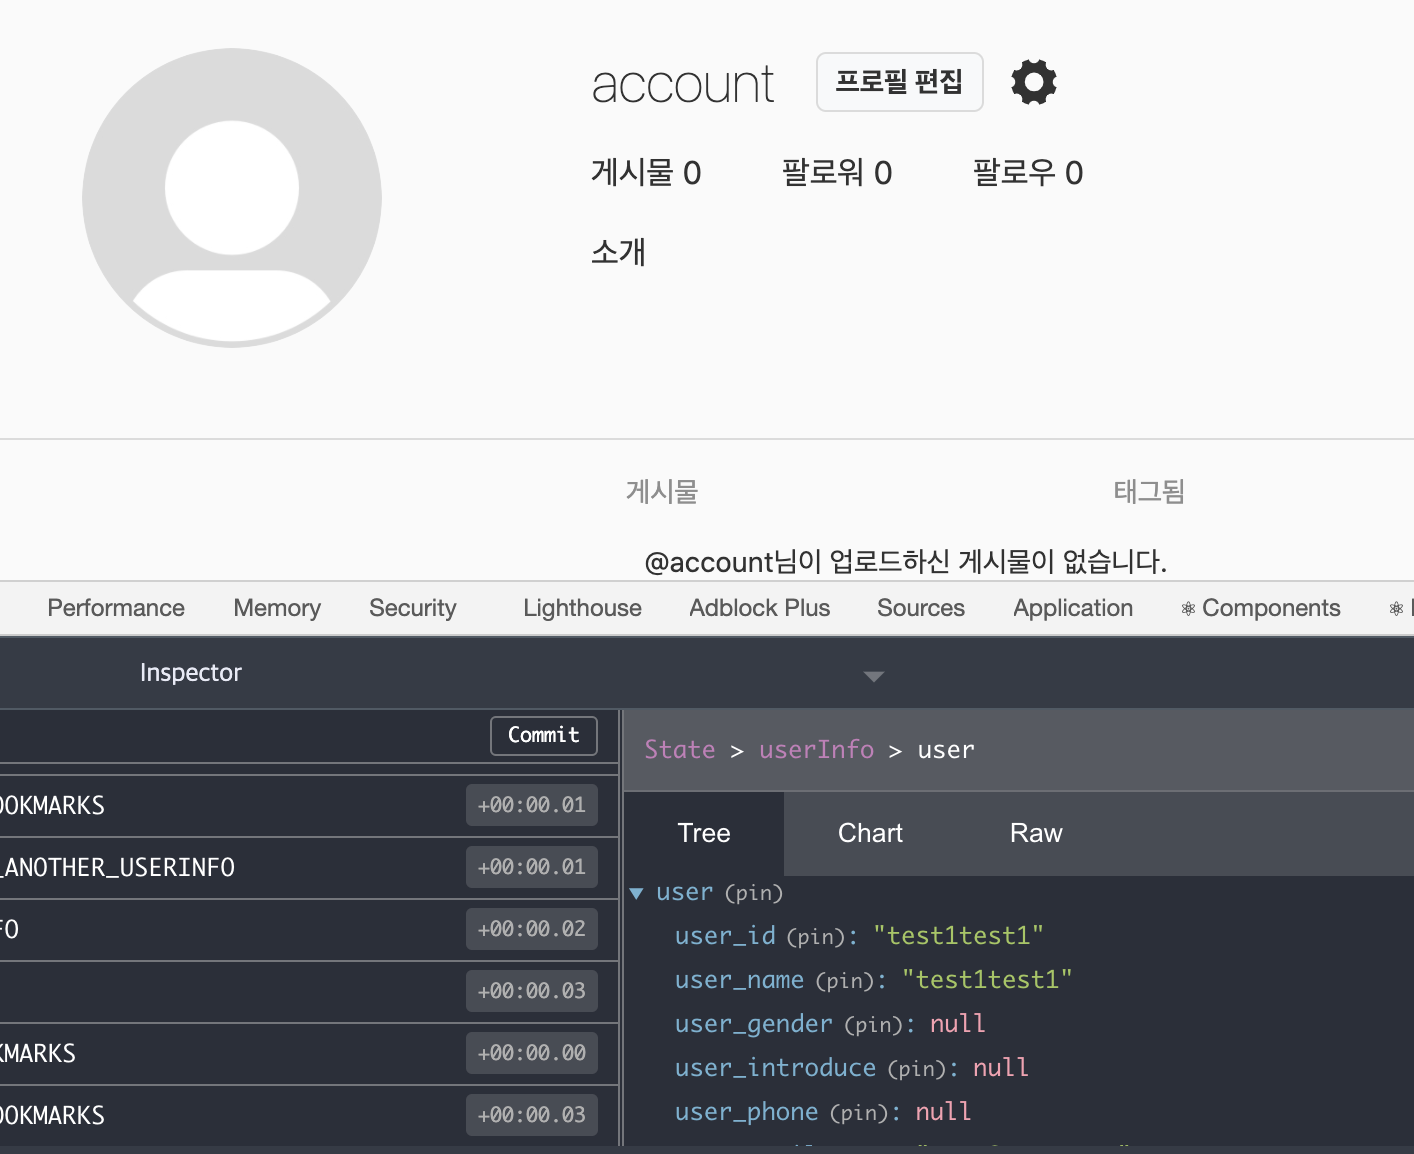 account 프로필 편집
게시물 0 팔로워 0 팔로우 0
소개
게시물 태그됨
@account님이 업로드하신 게시물이 없습니다.
Performance Memory Security Lighthouse Adblock Plus Sources Application Components
Inspector
Commit
OOKMARKS +00:00.01
_ANOTHER_USERINFO +00:00.01
FO +00:00.02
+00:00.03
KMARKS +00:00.00
OOKMARKS +00:00.03
State > userInfo > user
Tree Chart Raw
user (pin)
user_id (pin): "test1test1"
user_name (pin): "test1test1"
user_gender (pin): null
user_introduce (pin): null
user_phone (pin): null